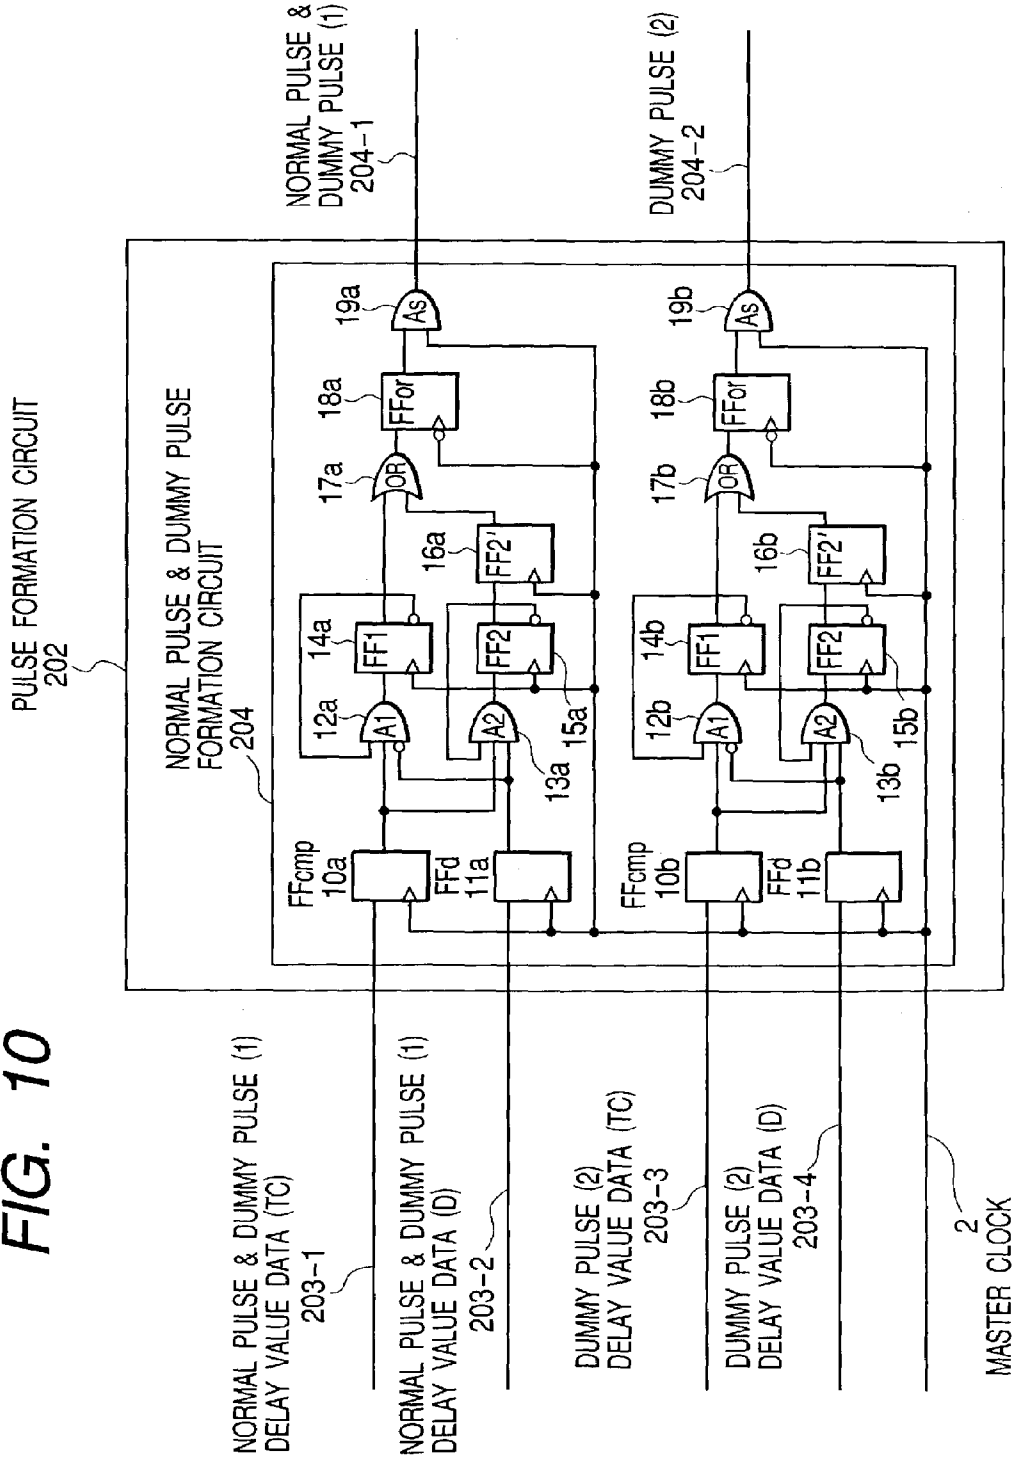 FIG. 10
PULSE FORMATION CIRCUIT
202
NORMAL PULSE & DUMMY PULSE
FORMATION CIRCUIT
204
NORMAL PULSE & DUMMY PULSE (1)
DELAY VALUE DATA (TC)
203-1
NORMAL PULSE & DUMMY PULSE (1)
DELAY VALUE DATA (D)
203-2
FFcmp
10a
FFd
11a
12a
A1
13a
A2
14a
FF1
15a
FF2
16a
FF2'
17a
OR
18a
FFor
19a
As
NORMAL PULSE &
DUMMY PULSE (1)
204-1
DUMMY PULSE (2)
DELAY VALUE DATA (TC)
203-3
DUMMY PULSE (2)
DELAY VALUE DATA (D)
203-4
FFcmp
10b
FFd
11b
12b
A1
13b
A2
14b
FF1
15b
FF2
16b
FF2'
17b
OR
18b
FFor
19b
As
DUMMY PULSE (2)
204-2
2
MASTER CLOCK